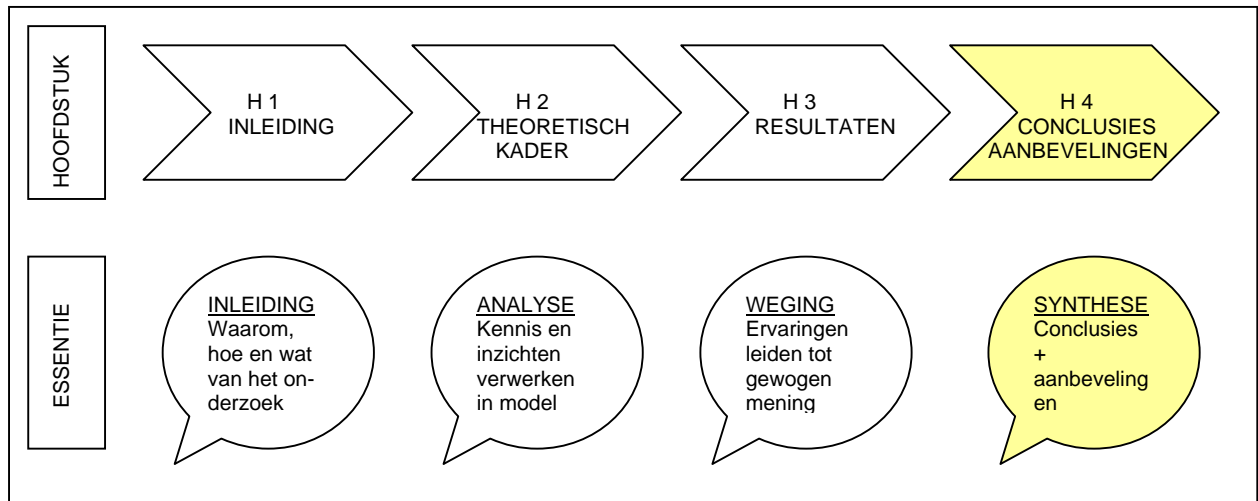 HOOFDSTUK
H 1
INLEIDING
H 2
THEORETISCH
KADER
H 3
RESULTATEN
H 4
CONCLUSIES
AANBEVELINGEN
ESSENTIE
INLEIDING
Waarom,
hoe en wat
van het on-
derzoek
ANALYSE
Kennis en
inzichten
verwerken
in model
WEGING
Ervaringen
leiden tot
gewogen
mening
SYNTHESE
Conclusies
+
aanbeveling
en